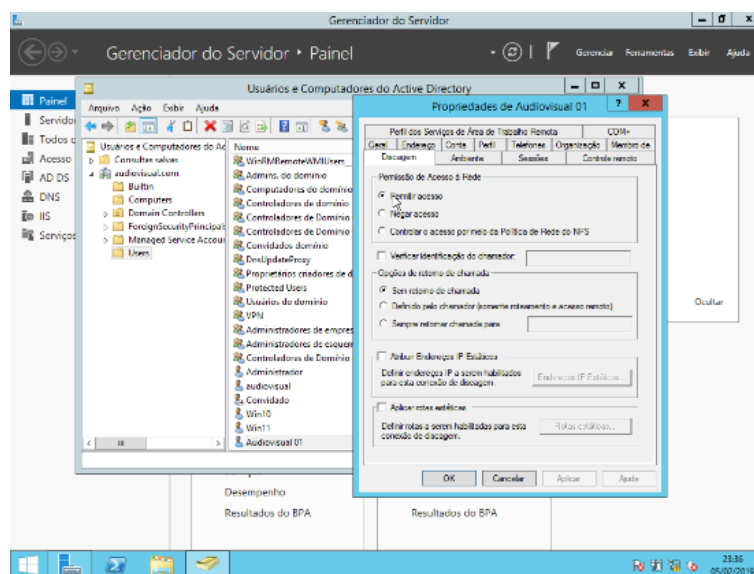 Gerenciador do Servidor
Gerenciador do Servidor • Painel
Gerenciar Ferramentas Exibir Ajuda
Painel
Servido
Todos o
Acesso
AD DS
DNS
IIS
Serviços
Usuários e Computadores do Active Directory
Arquivo Ação Exibir Ajuda
Usuários e Computadores do Ac
Consultas salvas
audiovisual.com
Builtin
Computers
Domain Controllers
ForeignSecurityPrincipals
Managed Service Accour
Users
Nome
WinRMRemoteWMIUsers_
Admins. do domínio
Computadores do domínio
Controladores de domínio
Controladores de Domínio
Controladores de Domínio
Convidados domínio
DnsUpdateProxy
Proprietários criadores de d
Protected Users
Usuários do domínio
VPN
Administradores de empres
Administradores de esquen
Controladores de Domínio
Administrador
audiovisual
Convidado
Win10
Win11
Audiovisual 01
Propriedades de Audiovisual 01
Perfil dos Serviços de Área de Trabalho Remota COM+
Geral Endereço Conta Perfil Telefones Organização Membro de
Discagem Ambiente Sessões Controle remoto
Permissão de Acesso à Rede
Permitir acesso
Negar acesso
Controlar o acesso por meio da Política de Rede do NPS
Verificar identificação do chamador:
Opções de retorno de chamada
Sem retorno de chamada
Definido pelo chamador (somente roteamento e acesso remoto)
Sempre retornar chamada para
Atribuir Endereços IP Estáticos
Definir endereços IP a serem habilitados
para esta conexão de discagem.
Endereços IP Estáticos...
Aplicar rotas estáticas
Definir rotas a serem habilitadas para esta
conexão de discagem.
Rotas estáticas...
OK Cancelar Aplicar Ajuda
Ocultar
Desempenho
Resultados do BPA
Resultados do BPA
23:36